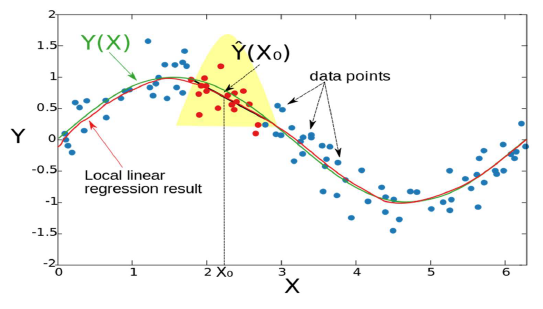 2
1.5
1
0.5
0
-0.5
-1
-1.5
-2
Y
Y(X)
Ŷ(X₀)
data points
Local linear
regression result
0
1
2
X₀
3
4
5
6
X